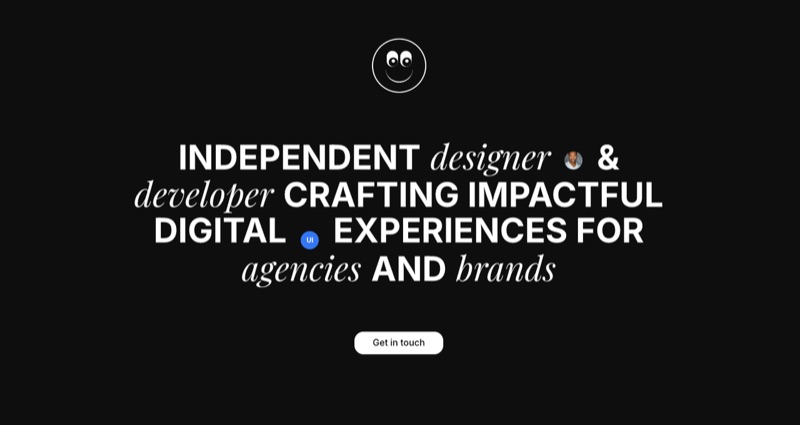 INDEPENDENT designer &
developer CRAFTING IMPACTFUL
DIGITAL UI EXPERIENCES FOR
agencies AND brands
Get in touch